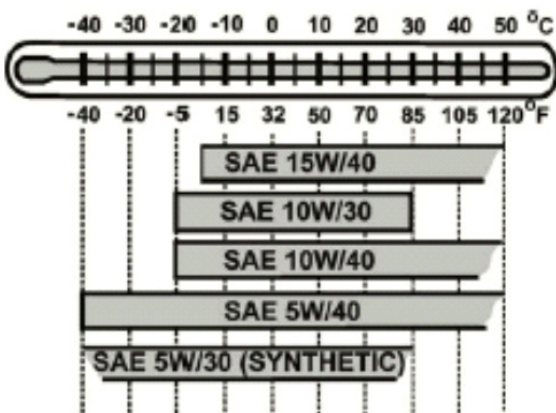 -40 -30 -20 -10 0 10 20 30 40 50 °C
-40 -20 -5 15 32 50 70 85 105 120 °F
SAE 15W/40
SAE 10W/30
SAE 10W/40
SAE 5W/40
SAE 5W/30 (SYNTHETIC)